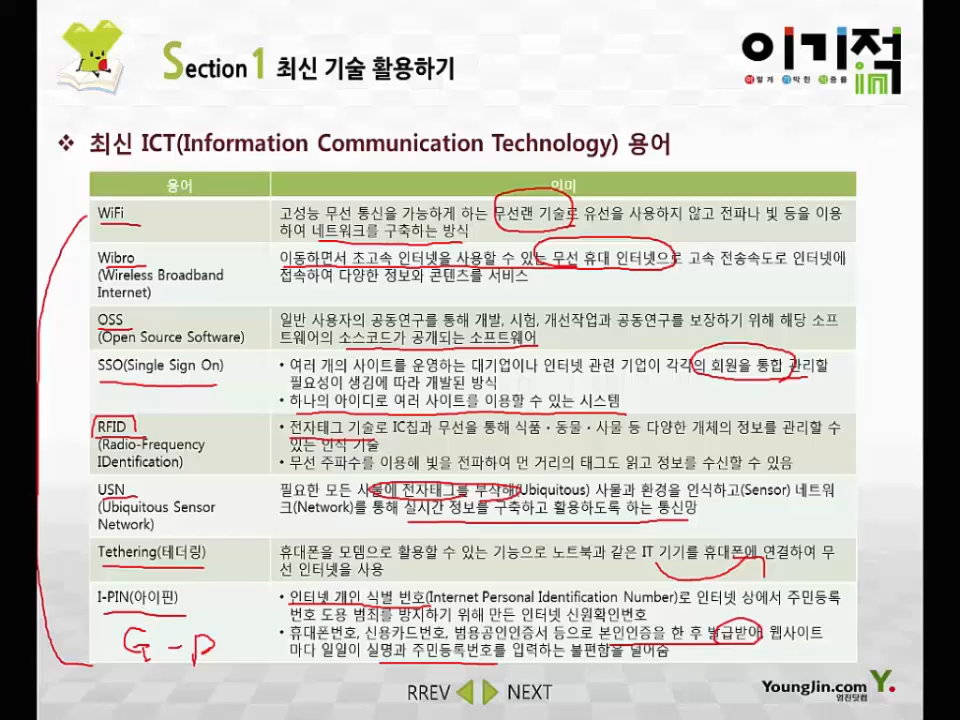 Section 1 최신 기술 활용하기
이기적 in
이렇게 기막힌 적중률
❖ 최신 ICT(Information Communication Technology) 용어
용어 의미
WiFi 고성능 무선 통신을 가능하게 하는 무선랜 기술로 유선을 사용하지 않고 전파나 빛 등을 이용
하여 네트워크를 구축하는 방식
Wibro 이동하면서 초고속 인터넷을 사용할 수 있는 무선 휴대 인터넷으로 고속 전송속도로 인터넷에
(Wireless Broadband 접속하여 다양한 정보와 콘텐츠를 서비스
Internet)
OSS 일반 사용자의 공동연구를 통해 개발, 시험, 개선작업과 공동연구를 보장하기 위해 해당 소프
(Open Source Software) 트웨어의 소스코드가 공개되는 소프트웨어
SSO(Single Sign On) • 여러 개의 사이트를 운영하는 대기업이나 인터넷 관련 기업이 각각의 회원을 통합 관리할
필요성이 생김에 따라 개발된 방식
• 하나의 아이디로 여러 사이트를 이용할 수 있는 시스템
RFID • 전자태그 기술로 IC칩과 무선을 통해 식품·동물·사물 등 다양한 개체의 정보를 관리할 수
(Radio-Frequency 있는 인식 기술
IDentification) • 무선 주파수를 이용해 빛을 전파하여 먼 거리의 태그도 읽고 정보를 수신할 수 있음
USN 필요한 모든 사물에 전자태그를 부착해(Ubiquitous) 사물과 환경을 인식하고(Sensor) 네트워
(Ubiquitous Sensor 크(Network)를 통해 실시간 정보를 구축하고 활용하도록 하는 통신망
Network)
Tethering(테더링) 휴대폰을 모뎀으로 활용할 수 있는 기능으로 노트북과 같은 IT 기기를 휴대폰에 연결하여 무
선 인터넷을 사용
I-PIN(아이핀) • 인터넷 개인 식별 번호(Internet Personal Identification Number)로 인터넷 상에서 주민등록
번호 도용 범죄를 방지하기 위해 만든 인터넷 신원확인번호
• 휴대폰번호, 신용카드번호, 범용공인인증서 등으로 본인인증을 한 후 발급받아 웹사이트
마다 일일이 실명과 주민등록번호를 입력하는 불편함을 덜어줌
G-P
RREV NEXT
YoungJin.com Y.
영진닷컴